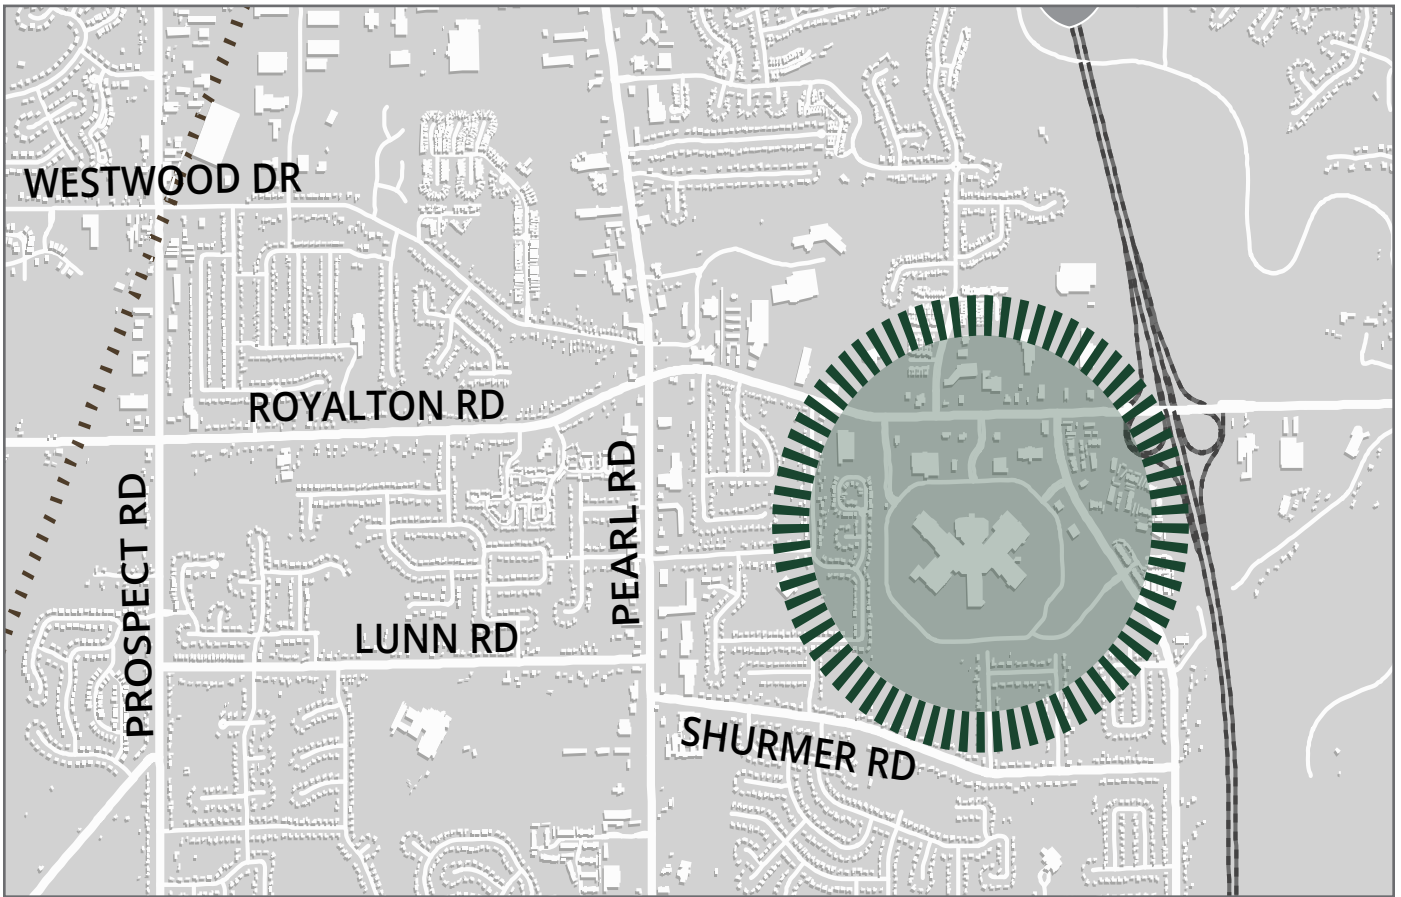 WESTWOOD DR
ROYALTON RD
PROSPECT RD
PEARL RD
LUNN RD
SHURMER RD